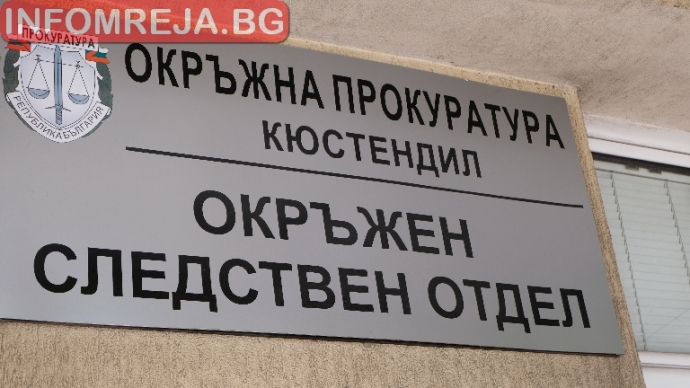 INFOMREJA.BG
ПРОКУРАТУРА
РЕПУБЛИКА БЪЛГАРИЯ
ОКРЪЖНА ПРОКУРАТУРА
КЮСТЕНДИЛ
ОКРЪЖЕН
СЛЕДСТВЕН ОТДЕЛ